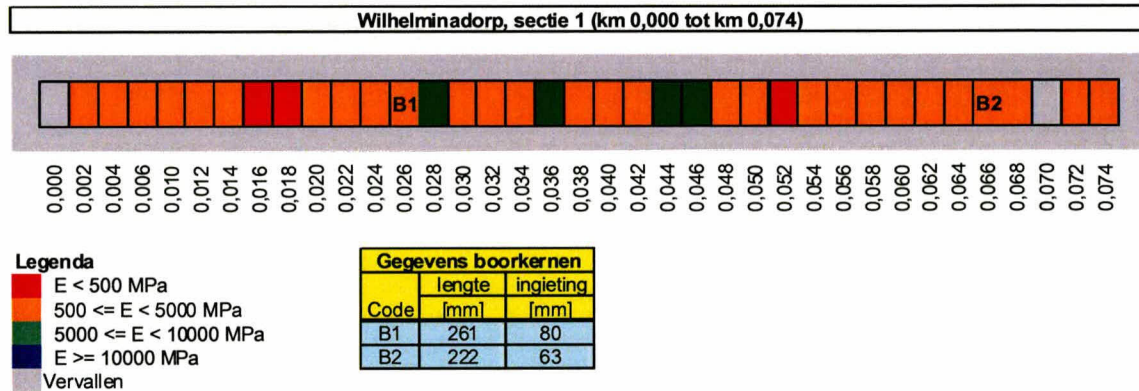 Wilhelminadorp, sectie 1 (km 0,000 tot km 0,074)
B1 B2
0,000 0,002 0,004 0,006 0,010 0,012 0,014 0,016 0,018 0,020 0,022 0,024 0,026 0,028 0,030 0,032 0,034 0,036 0,038 0,040 0,042 0,044 0,046 0,048 0,050 0,052 0,054 0,056 0,058 0,060 0,062 0,064 0,066 0,068 0,070 0,072 0,074
Legenda
E < 500 MPa
500 <= E < 5000 MPa
5000 <= E < 10000 MPa
E >= 10000 MPa
Vervallen
Gegevens boorkernen
lengte ingieting
Code [mm] [mm]
B1 261 80
B2 222 63